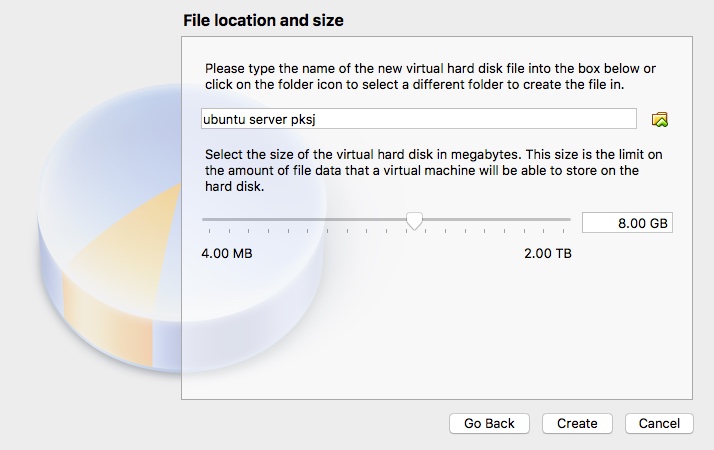 File location and size
Please type the name of the new virtual hard disk file into the box below or
click on the folder icon to select a different folder to create the file in.
ubuntu server pksj
Select the size of the virtual hard disk in megabytes. This size is the limit on
the amount of file data that a virtual machine will be able to store on the
hard disk.
8.00 GB
4.00 MB 2.00 TB
Go Back Create Cancel